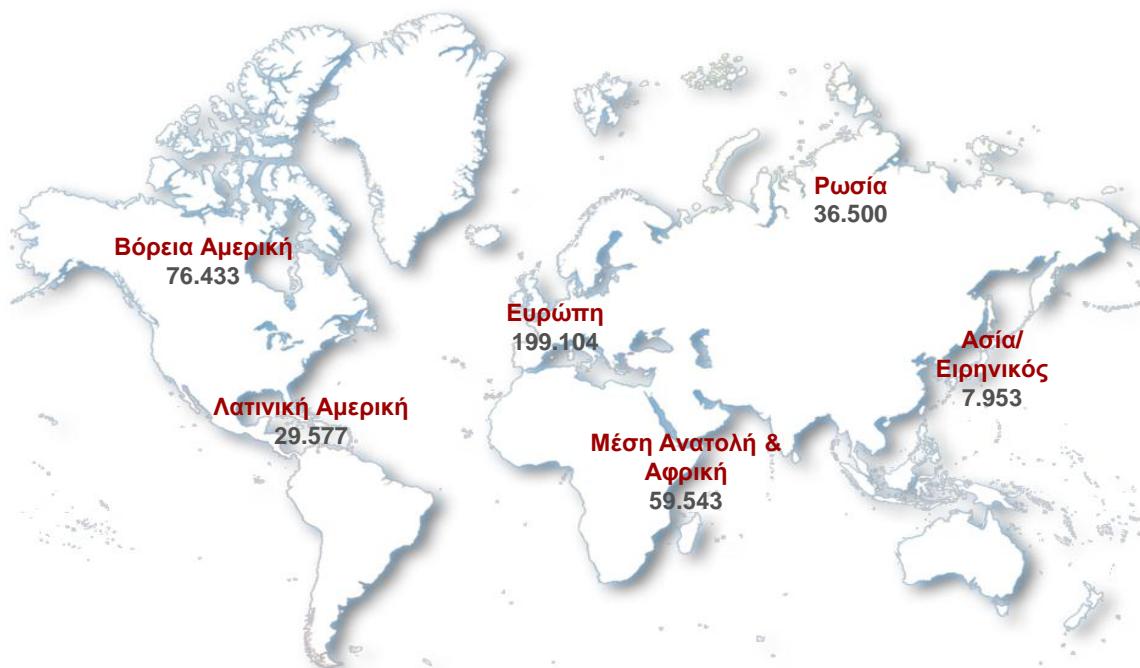 Ρωσία
36.500
Βόρεια Αμερική
76.433
Ευρώπη
199.104
Ασία/
Ειρηνικός
7.953
Λατινική Αμερική
29.577
Μέση Ανατολή &
Αφρική
59.543